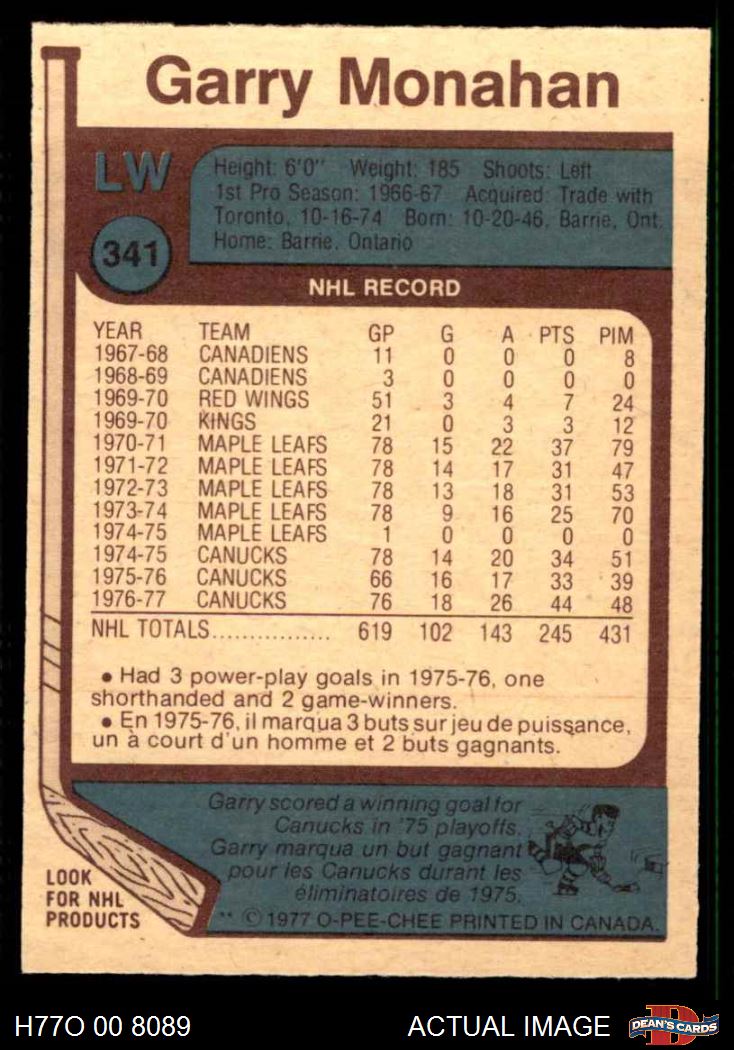 Garry Monahan
LW
341
Height: 6'0" Weight: 185 Shoots: Left
1st Pro Season: 1966-67 Acquired: Trade with
Toronto, 10-16-74 Born: 10-20-46, Barrie, Ont.
Home: Barrie, Ontario
NHL RECORD
YEAR TEAM GP G A PTS PIM
1967-68 CANADIENS 11 0 0 0 8
1968-69 CANADIENS 3 0 0 0 0
1969-70 RED WINGS 51 3 4 7 24
1969-70 KINGS 21 0 3 3 12
1970-71 MAPLE LEAFS 78 15 22 37 79
1971-72 MAPLE LEAFS 78 14 17 31 47
1972-73 MAPLE LEAFS 78 13 18 31 53
1973-74 MAPLE LEAFS 78 9 16 25 70
1974-75 MAPLE LEAFS 1 0 0 0 0
1974-75 CANUCKS 78 14 20 34 51
1975-76 CANUCKS 66 16 17 33 39
1976-77 CANUCKS 76 18 26 44 48
NHL TOTALS................ 619 102 143 245 431
• Had 3 power-play goals in 1975-76, one
shorthanded and 2 game-winners.
• En 1975-76, il marqua 3 buts sur jeu de puissance,
un à court d'un homme et 2 buts gagnants.
Garry scored a winning goal for
Canucks in '75 playoffs.
Garry marqua un but gagnant
pour les Canucks durant les
éliminatoires de 1975.
LOOK
FOR NHL
PRODUCTS
** © 1977 O-PEE-CHEE PRINTED IN CANADA.
H77O 00 8089
ACTUAL IMAGE
D
DEAN'S CARDS